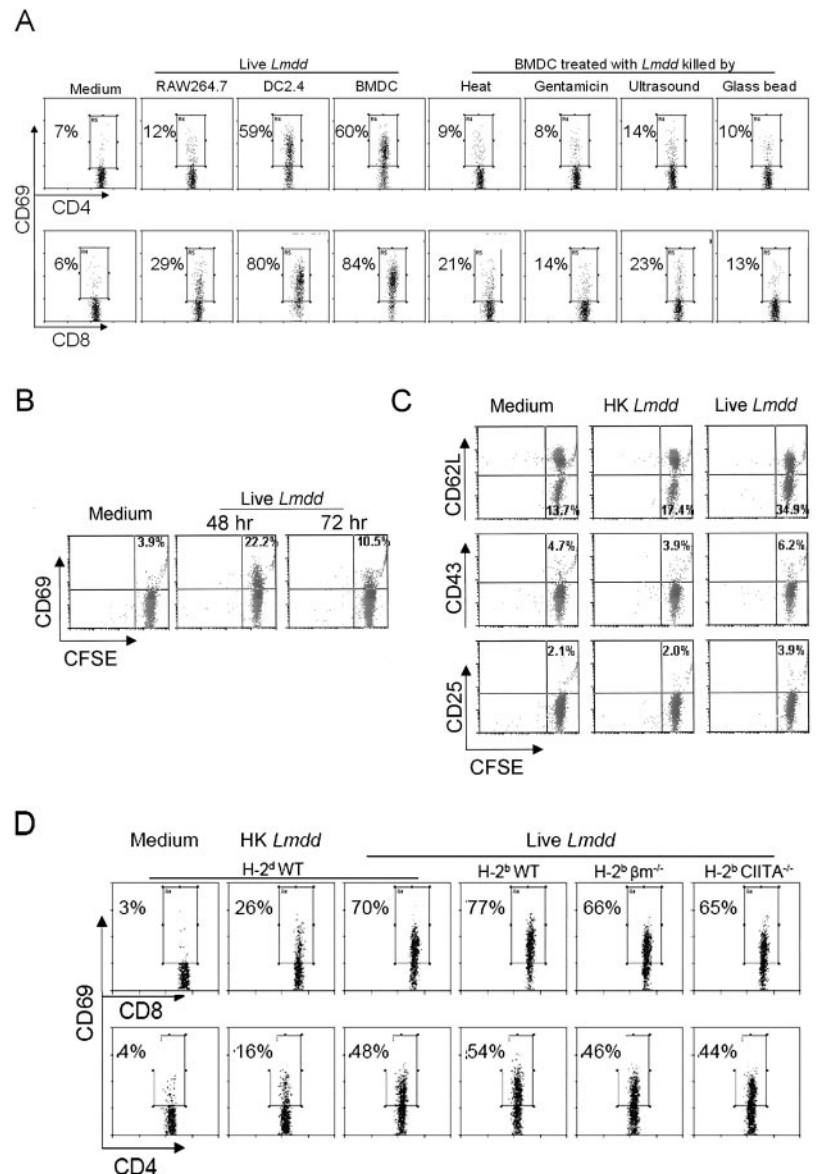 A
Live Lmdd
BMDC treated with Lmdd killed by
Medium RAW264.7 DC2.4 BMDC Heat Gentamicin Ultrasound Glass bead
7% 12% 59% 60% 9% 8% 14% 10%
CD69
CD4
6% 29% 80% 84% 21% 14% 23% 13%
CD8
B
Live Lmdd
Medium 48 hr 72 hr
3.9% 22.2% 10.5%
CD69
CFSE
C
Medium HK Lmdd Live Lmdd
CD62L
13.7% 17.4% 34.9%
CD43
4.7% 3.9% 6.2%
CD25
2.1% 2.0% 3.9%
CFSE
D
Medium HK Lmdd Live Lmdd
H-2d WT H-2b WT H-2b βm-/- H-2b CIITA-/-
3% 26% 70% 77% 66% 65%
CD69
CD8
4% 16% 48% 54% 46% 44%
CD4